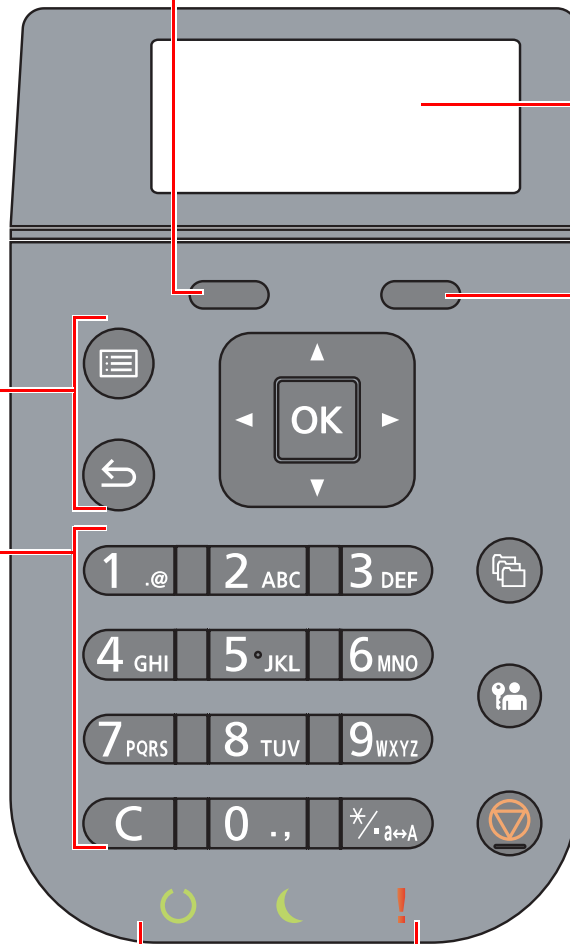 OK
1 .@ 2 ABC 3 DEF
4 GHI 5 JKL 6 MNO
7 PQRS 8 TUV 9 WXYZ
C 0 ., */. a↔A
!